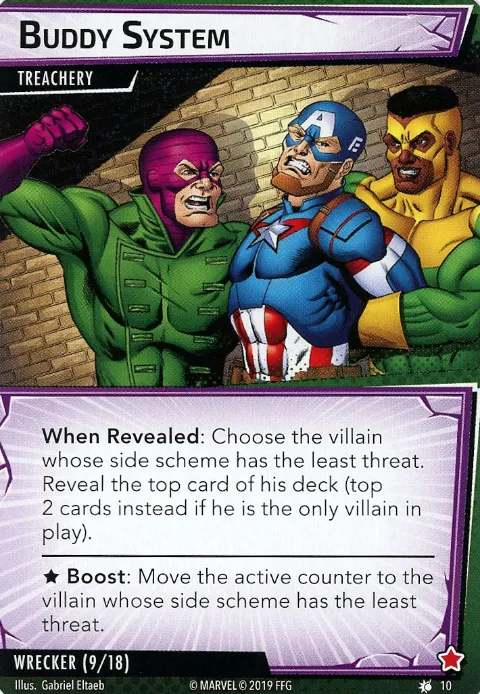 BUDDY SYSTEM
TREACHERY
A
When Revealed: Choose the villain
whose side scheme has the least threat.
Reveal the top card of his deck (top
2 cards instead if he is the only villain in
play).
★ Boost: Move the active counter to the
villain whose side scheme has the least
threat.
WRECKER (9/18)
Illus. Gabriel Eltaeb © MARVEL © 2019 FFG 10